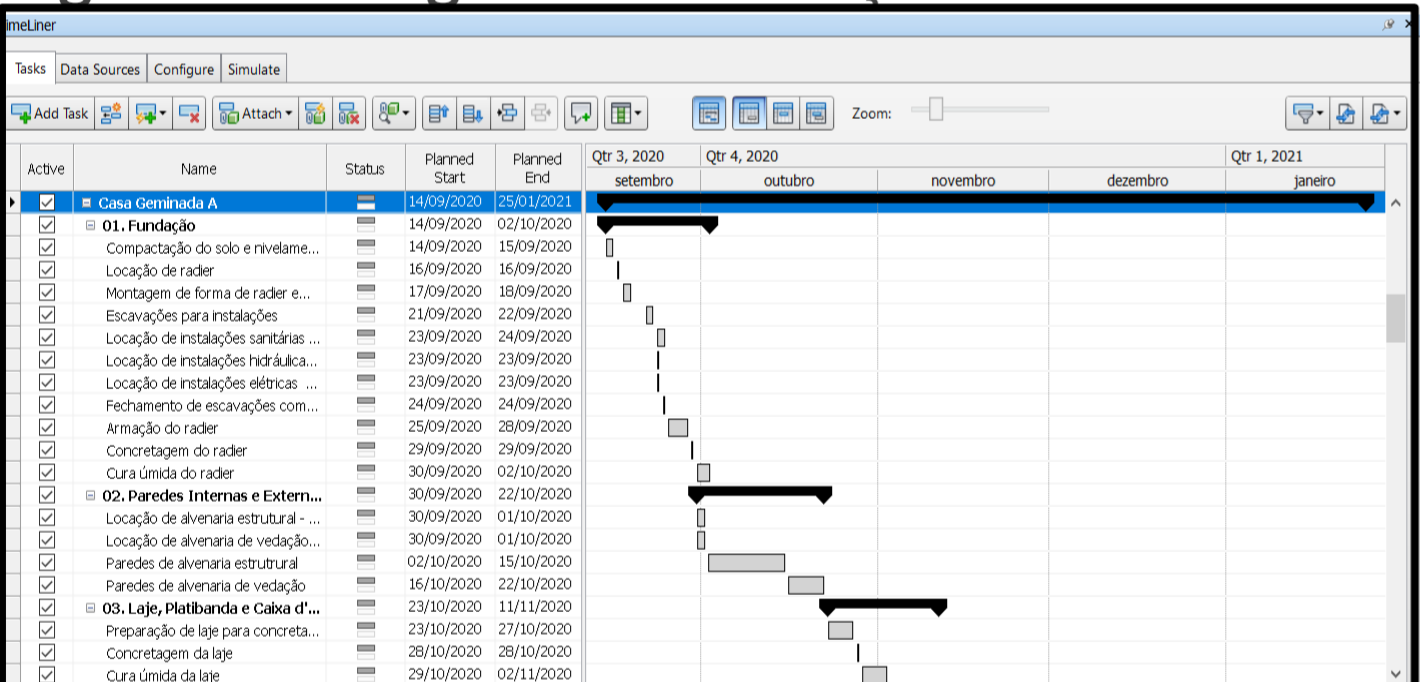 imeLiner
Tasks Data Sources Configure Simulate
Add Task Attach Zoom:
Active Name Status Planned Start Planned End Qtr 3, 2020 Qtr 4, 2020 Qtr 1, 2021
setembro outubro novembro dezembro janeiro
Casa Geminada A 14/09/2020 25/01/2021
01. Fundação 14/09/2020 02/10/2020
Compactação do solo e nivelame... 14/09/2020 15/09/2020
Locação de radier 16/09/2020 16/09/2020
Montagem de forma de radier e... 17/09/2020 18/09/2020
Escavações para instalações 21/09/2020 22/09/2020
Locação de instalações sanitárias ... 23/09/2020 24/09/2020
Locação de instalações hidráulica... 23/09/2020 23/09/2020
Locação de instalações elétricas ... 23/09/2020 23/09/2020
Fechamento de escavações com... 24/09/2020 24/09/2020
Armação do radier 25/09/2020 28/09/2020
Concretagem do radier 29/09/2020 29/09/2020
Cura úmida do radier 30/09/2020 02/10/2020
02. Paredes Internas e Extern... 30/09/2020 22/10/2020
Locação de alvenaria estrutural - ... 30/09/2020 01/10/2020
Locação de alvenaria de vedação... 30/09/2020 01/10/2020
Paredes de alvenaria estrutrural 02/10/2020 15/10/2020
Paredes de alvenaria de vedação 16/10/2020 22/10/2020
03. Laje, Platibanda e Caixa d'... 23/10/2020 11/11/2020
Preparação de laje para concreta... 23/10/2020 27/10/2020
Concretagem da laje 28/10/2020 28/10/2020
Cura úmida da laje 29/10/2020 02/11/2020